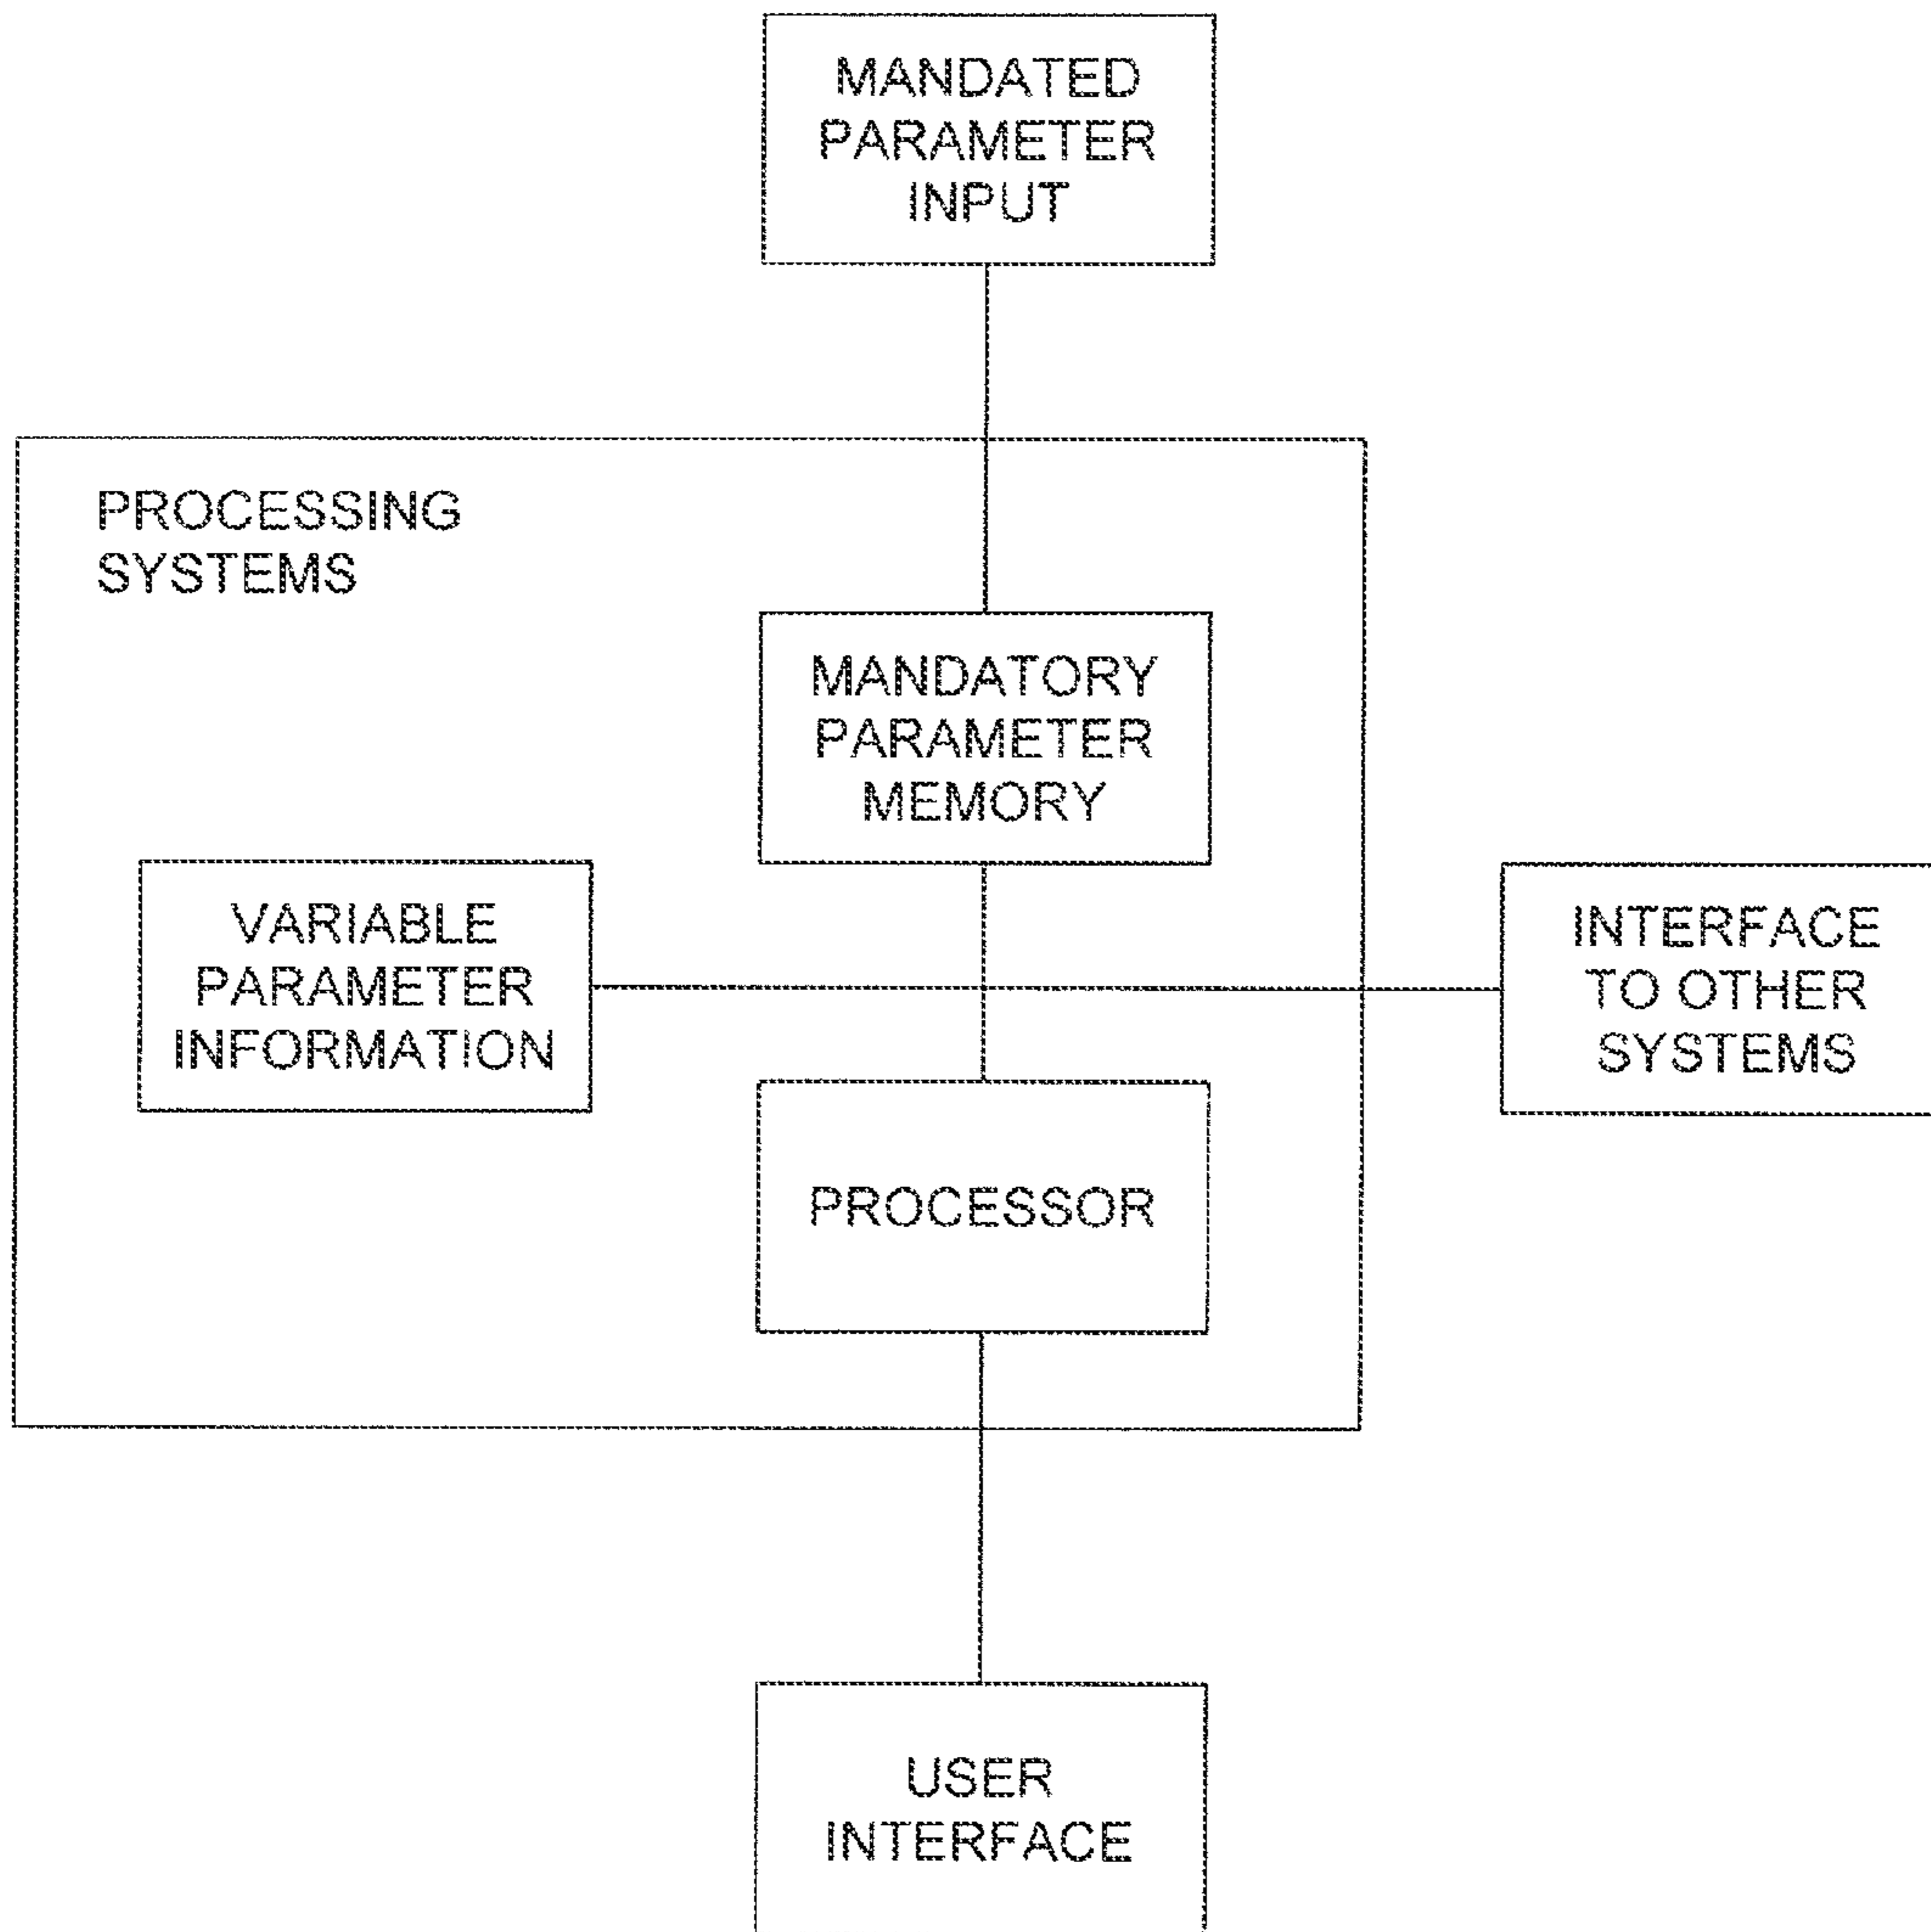 MANDATED
PARAMETER
INPUT
PROCESSING
SYSTEMS
MANDATORY
PARAMETER
MEMORY
VARIABLE
PARAMETER
INFORMATION
INTERFACE
TO OTHER
SYSTEMS
PROCESSOR
USER
INTERFACE